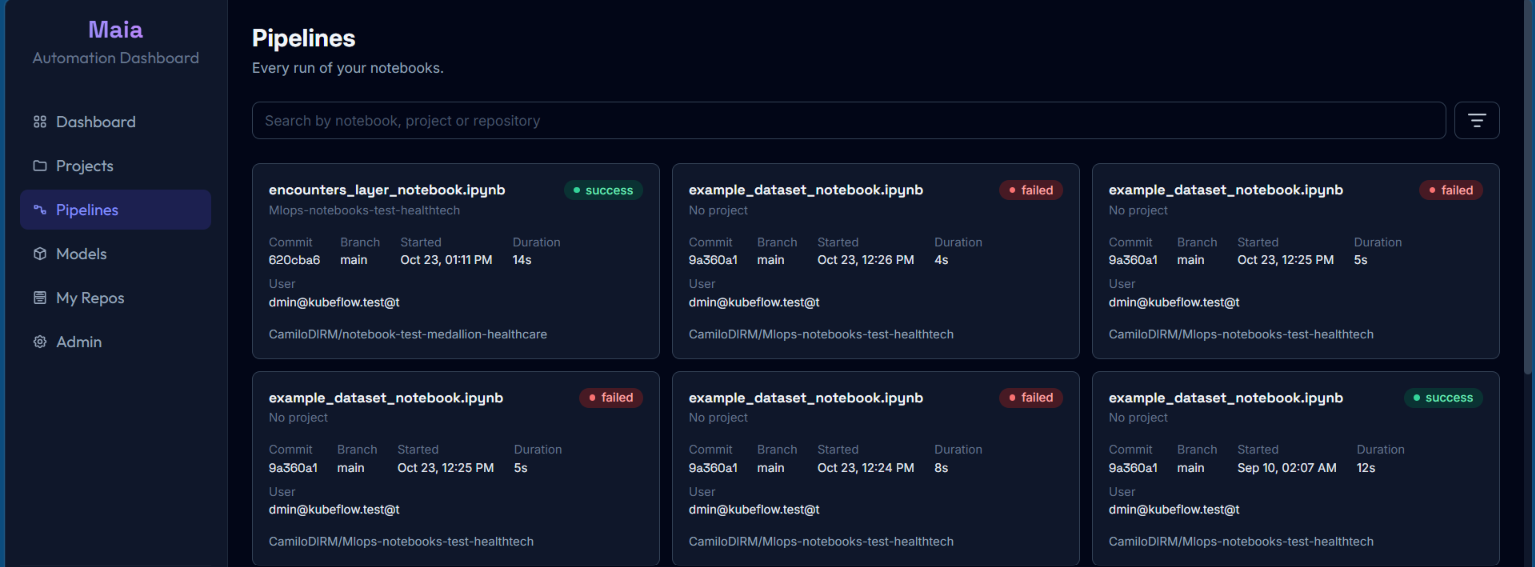 Maia
Automation Dashboard
Dashboard
Projects
Pipelines
Models
My Repos
Admin
Pipelines
Every run of your notebooks.
Search by notebook, project or repository
encounters_layer_notebook.ipynb
success
Mlops-notebooks-test-healthtech
Commit Branch Started Duration
620cba6 main Oct 23, 01:11 PM 14s
User
dmin@kubeflow.test@t
CamiloDIRM/notebook-test-medallion-healthcare
example_dataset_notebook.ipynb
failed
No project
Commit Branch Started Duration
9a360a1 main Oct 23, 12:26 PM 4s
User
dmin@kubeflow.test@t
CamiloDIRM/Mlops-notebooks-test-healthtech
example_dataset_notebook.ipynb
failed
No project
Commit Branch Started Duration
9a360a1 main Oct 23, 12:25 PM 5s
User
dmin@kubeflow.test@t
CamiloDIRM/Mlops-notebooks-test-healthtech
example_dataset_notebook.ipynb
failed
No project
Commit Branch Started Duration
9a360a1 main Oct 23, 12:25 PM 5s
User
dmin@kubeflow.test@t
CamiloDIRM/Mlops-notebooks-test-healthtech
example_dataset_notebook.ipynb
failed
No project
Commit Branch Started Duration
9a360a1 main Oct 23, 12:24 PM 8s
User
dmin@kubeflow.test@t
CamiloDIRM/Mlops-notebooks-test-healthtech
example_dataset_notebook.ipynb
success
No project
Commit Branch Started Duration
9a360a1 main Sep 10, 02:07 AM 12s
User
dmin@kubeflow.test@t
CamiloDIRM/Mlops-notebooks-test-healthtech